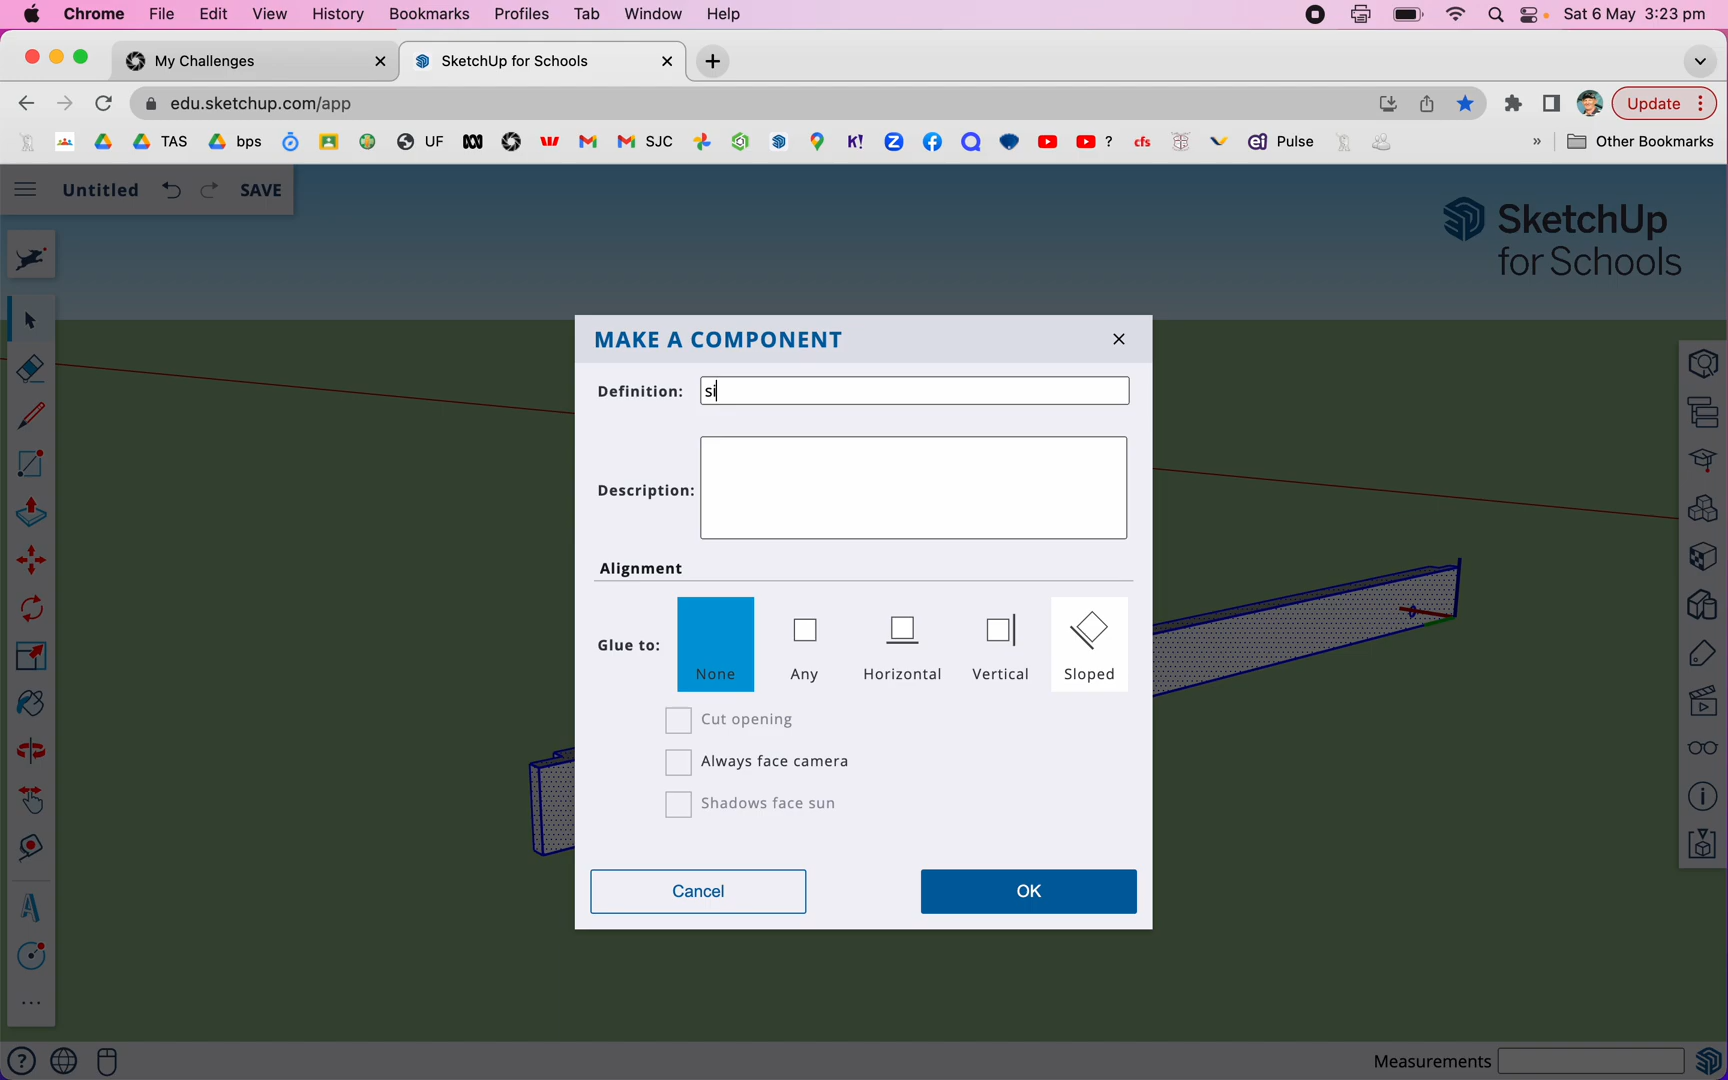 Chrome File Edit View History Bookmarks Profiles Tab Window Help Sat 6 May 3:23 pm
My Challenges SketchUp for Schools
edu.sketchup.com/app Update
TAS bps UF SJC K! ? cfs ei Pulse » Other Bookmarks
Untitled SAVE
SketchUp
for Schools
MAKE A COMPONENT
Definition: si
Description:
Alignment
Glue to: None Any Horizontal Vertical Sloped
Cut opening
Always face camera
Shadows face sun
Cancel OK
Measurements